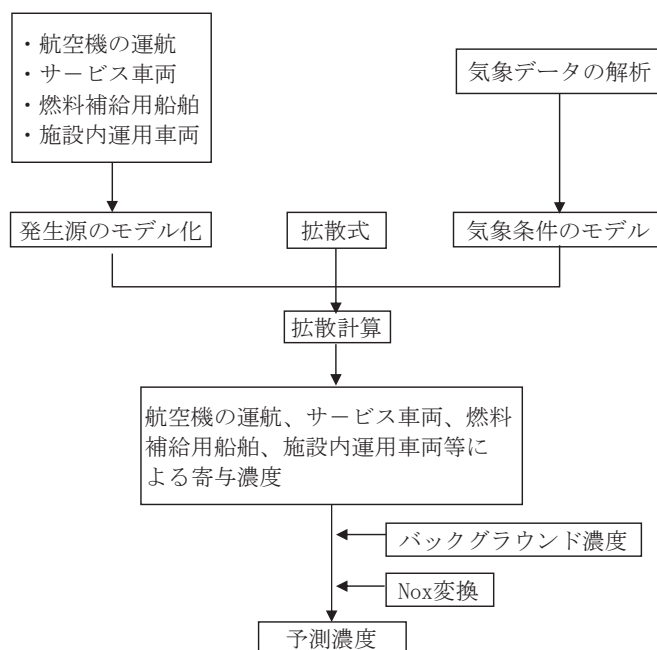 ・航空機の運航
・サービス車両
・燃料補給用船舶
・施設内運用車両
気象データの解析
発生源のモデル化
拡散式
気象条件のモデル
拡散計算
航空機の運航、サービス車両、燃料
補給用船舶、施設内運用車両等に
よる寄与濃度
バックグラウンド濃度
Nox変換
予測濃度